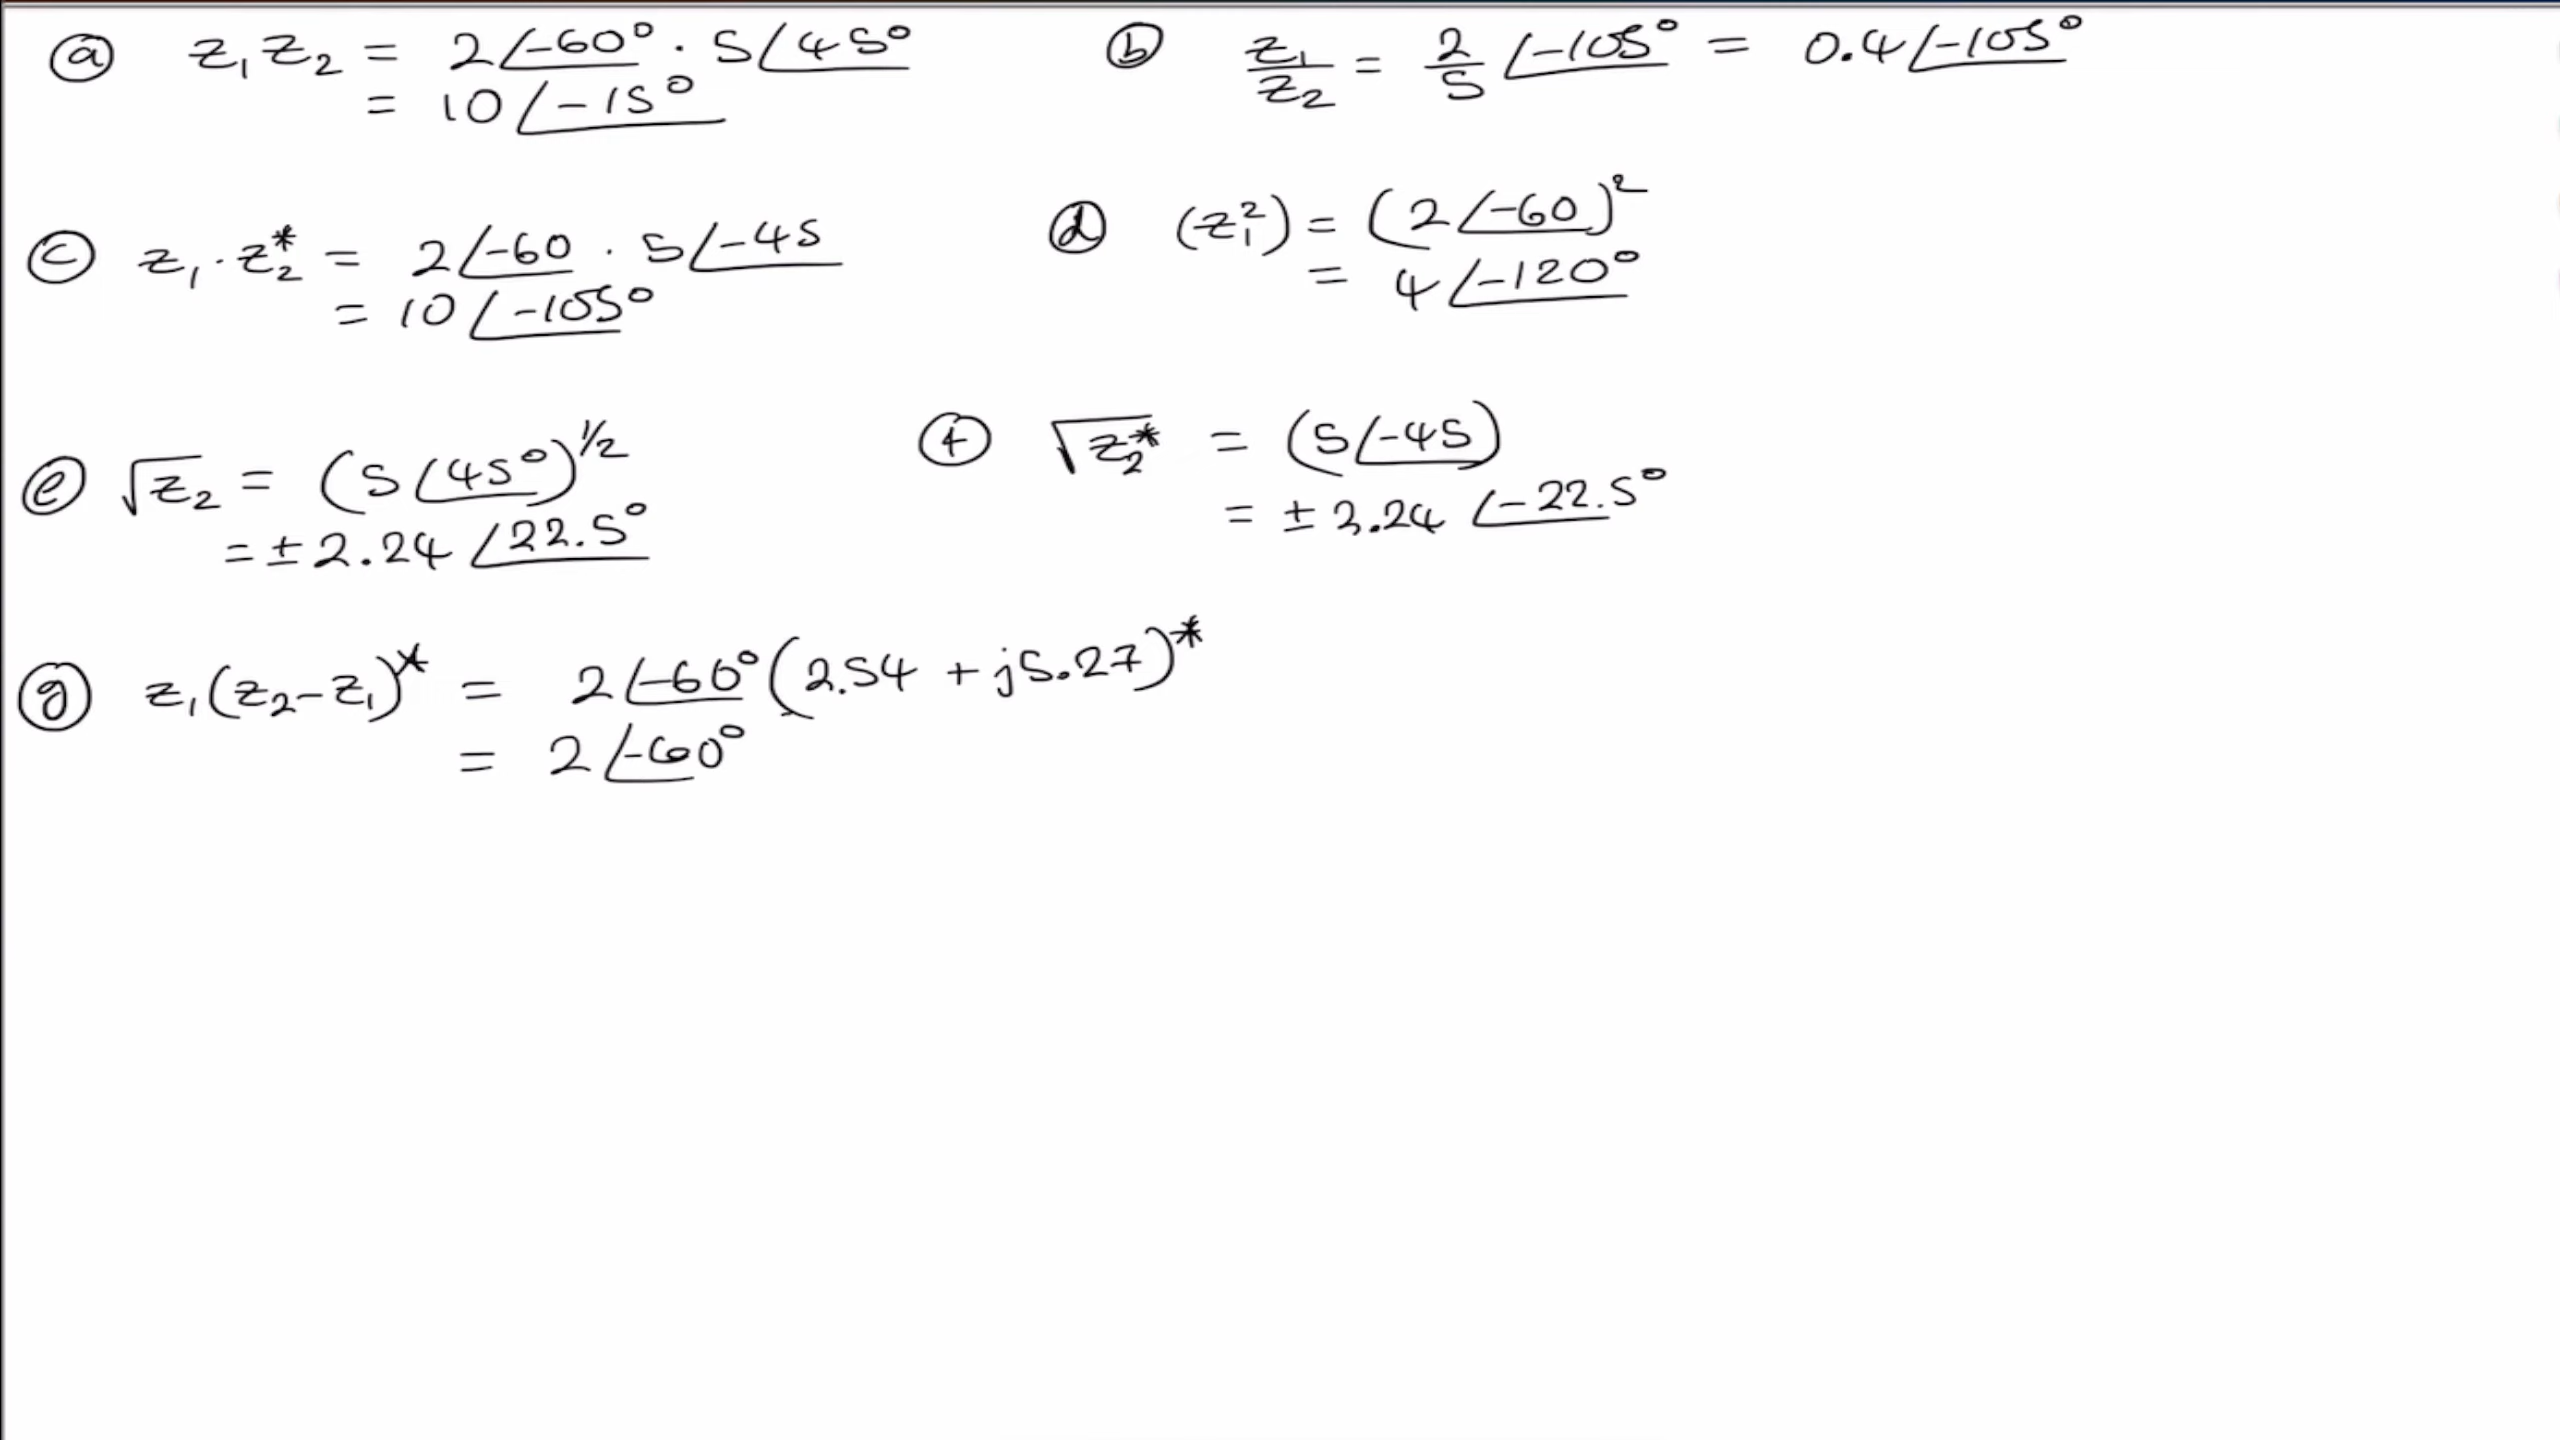 ⓐ z₁z₂ = 2∠-60° · 5∠45°
= 10∠-15°
ⓑ z₁/z₂ = 2/5 ∠-105° = 0.4∠-105°
ⓒ z₁·z₂* = 2∠-60 · 5∠-45
= 10∠-105°
ⓓ (z₁²) = (2∠-60)²
= 4∠-120°
ⓔ √z₂ = (5∠45°)^1/2
= ±2.24∠22.5°
ⓕ √z₂* = (5∠-45)
= ±2.24∠-22.5°
ⓖ z₁(z₂-z₁)* = 2∠-60°(2.54 + j5.27)*
= 2∠-60°